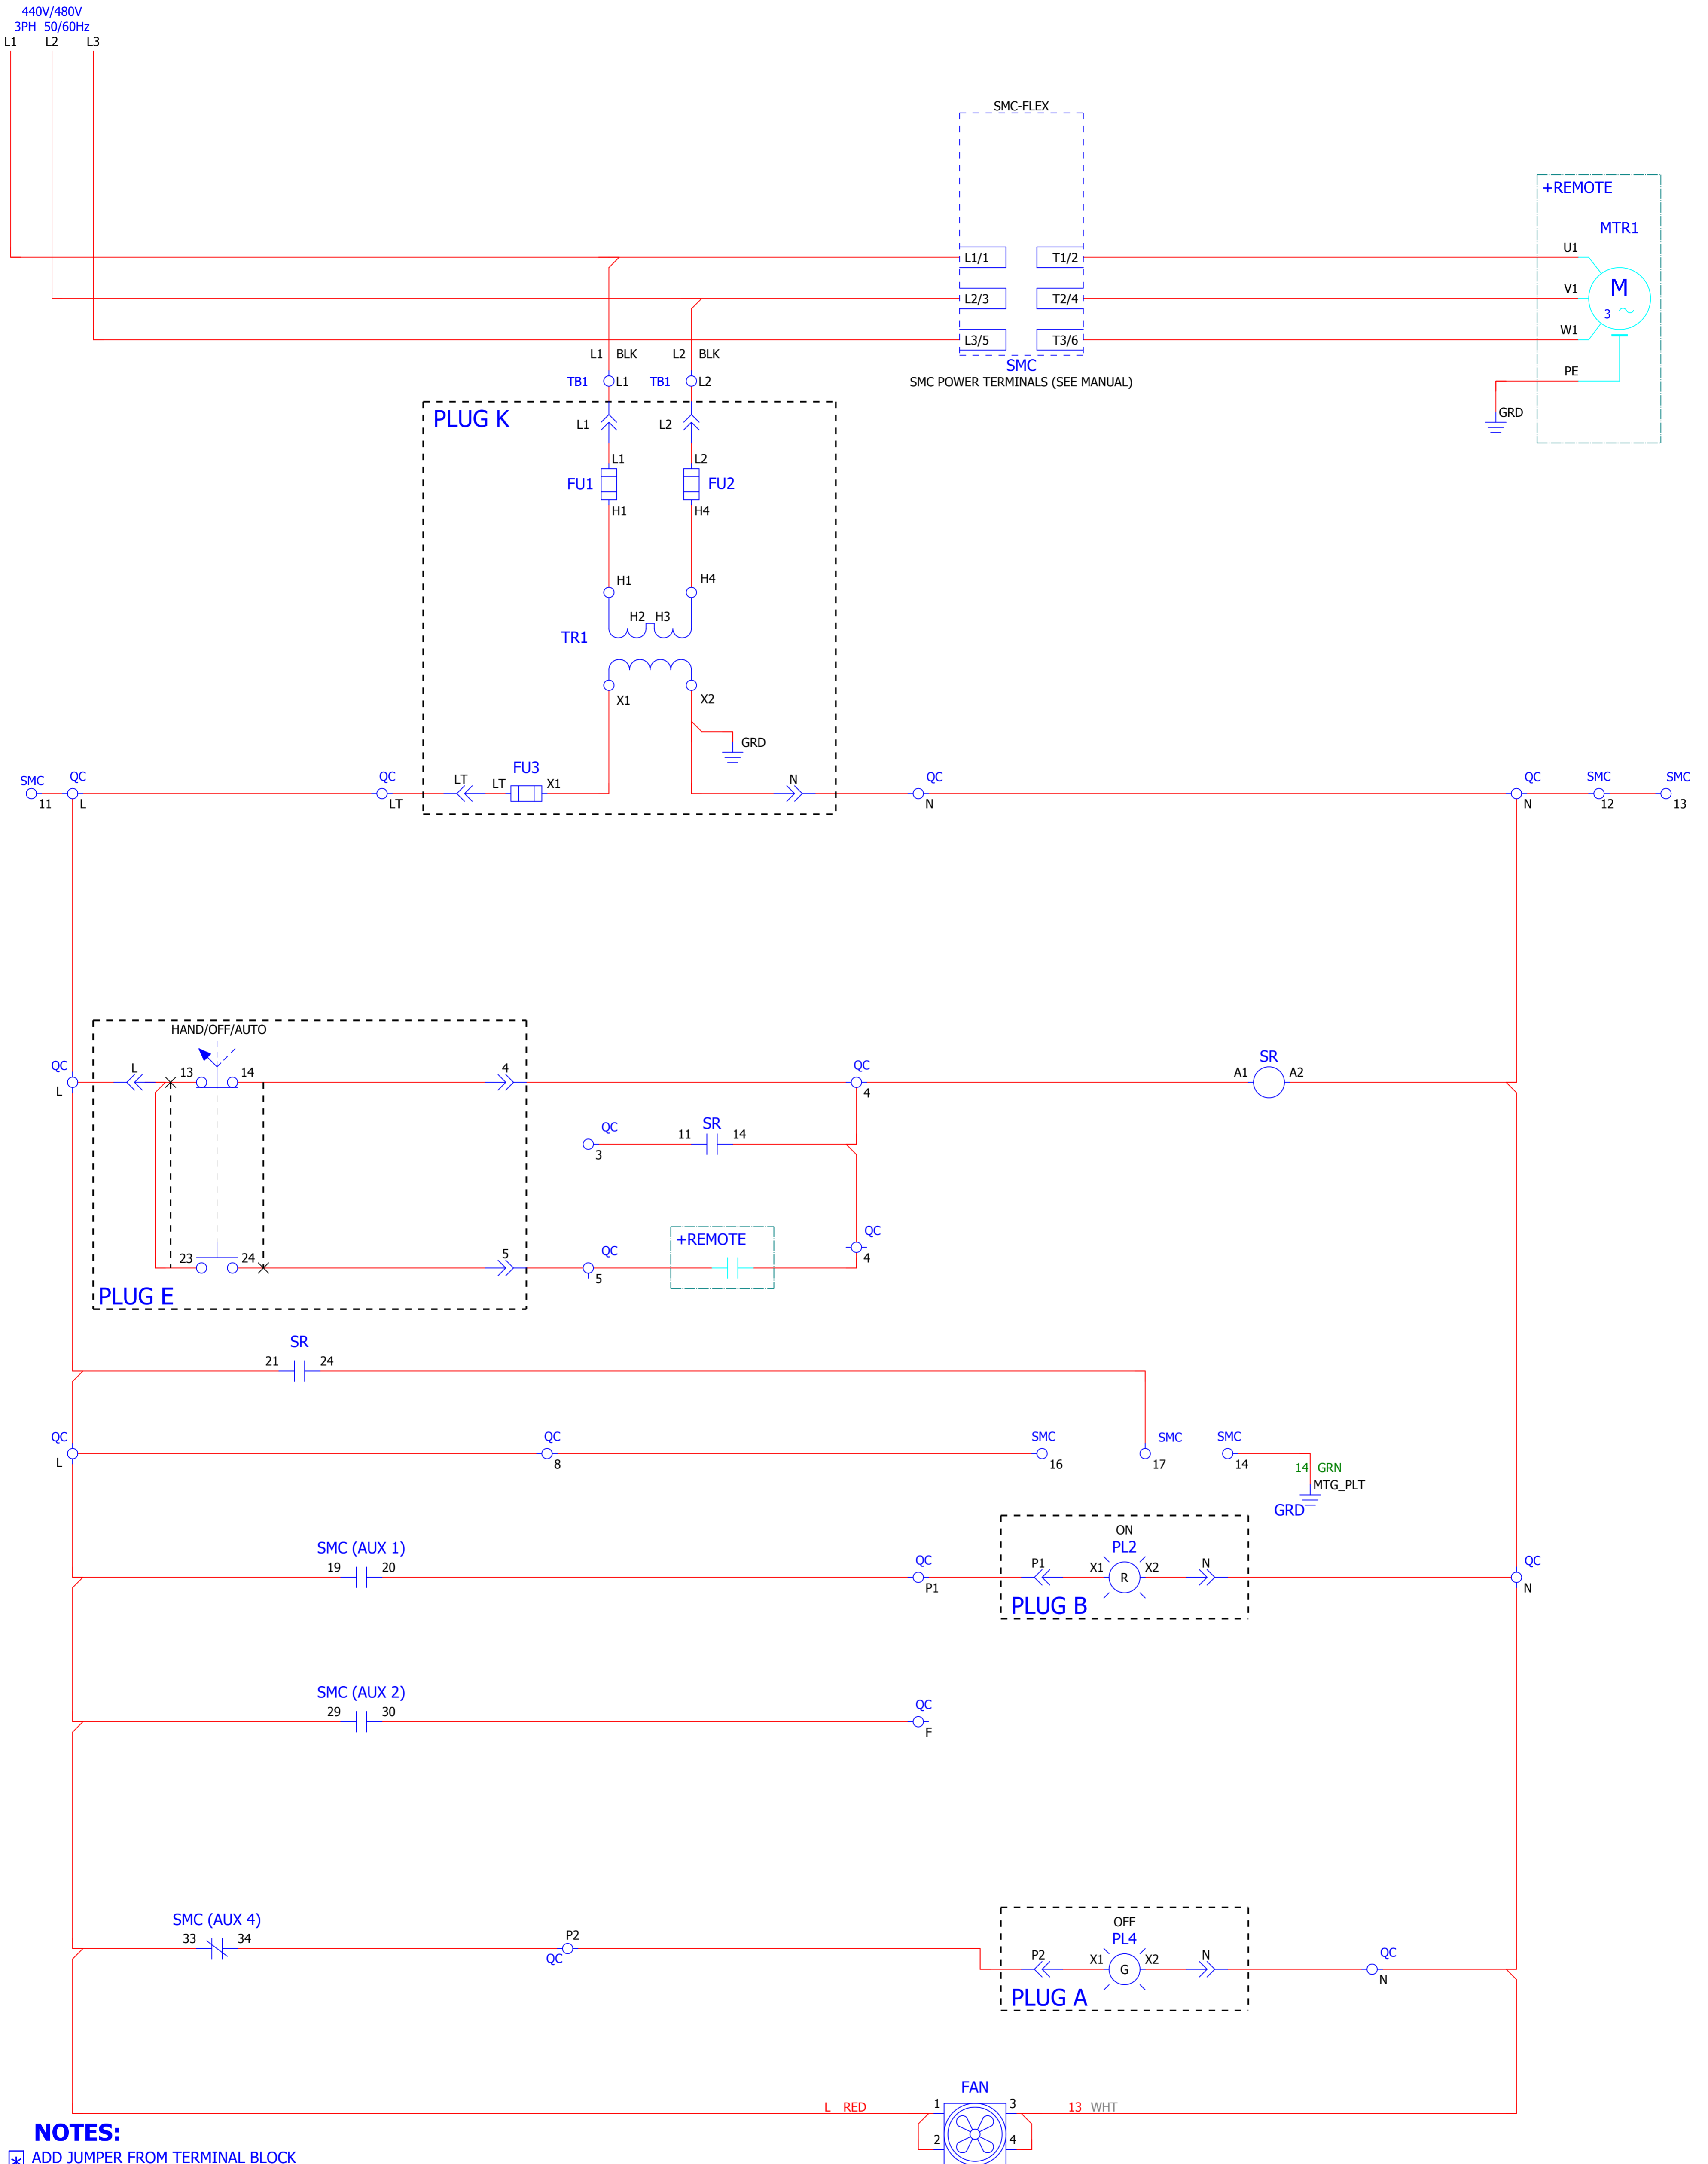 440V/480V
3PH 50/60Hz
L1 L2 L3
SMC-FLEX
+REMOTE
MTR1
L1/1 T1/2 U1
L2/3 T2/4 V1 M
3
L3/5 T3/6 W1
L1 BLK L2 BLK
SMC
SMC POWER TERMINALS (SEE MANUAL)
PE
TB1 L1 TB1 L2
GRD
PLUG K
L1 L2
L1 L2
FU1 FU2
H1 H4
H1 H4
H2 H3
TR1
X1 X2
GRD
FU3
SMC QC QC LT LT X1 N QC QC SMC SMC
11 L LT N N 12 13
HAND/OFF/AUTO
QC L 13 14 4 QC SR
L 4 A1 A2
QC SR
3 11 14
QC
+REMOTE
4
23 24 5 QC
5
PLUG E
SR
21 24
QC QC SMC SMC SMC
L 8 16 17 14
14 GRN
MTG_PLT
GRD
ON
SMC (AUX 1) PL2
19 20 QC P1 X1 R X2 N QC
P1 N
PLUG B
SMC (AUX 2)
29 30 QC
F
OFF
SMC (AUX 4) PL4
33 34 P2 P2 X1 G X2 N QC
QC N
PLUG A
FAN
L RED 1 3 13 WHT
2 4
NOTES:
* ADD JUMPER FROM TERMINAL BLOCK